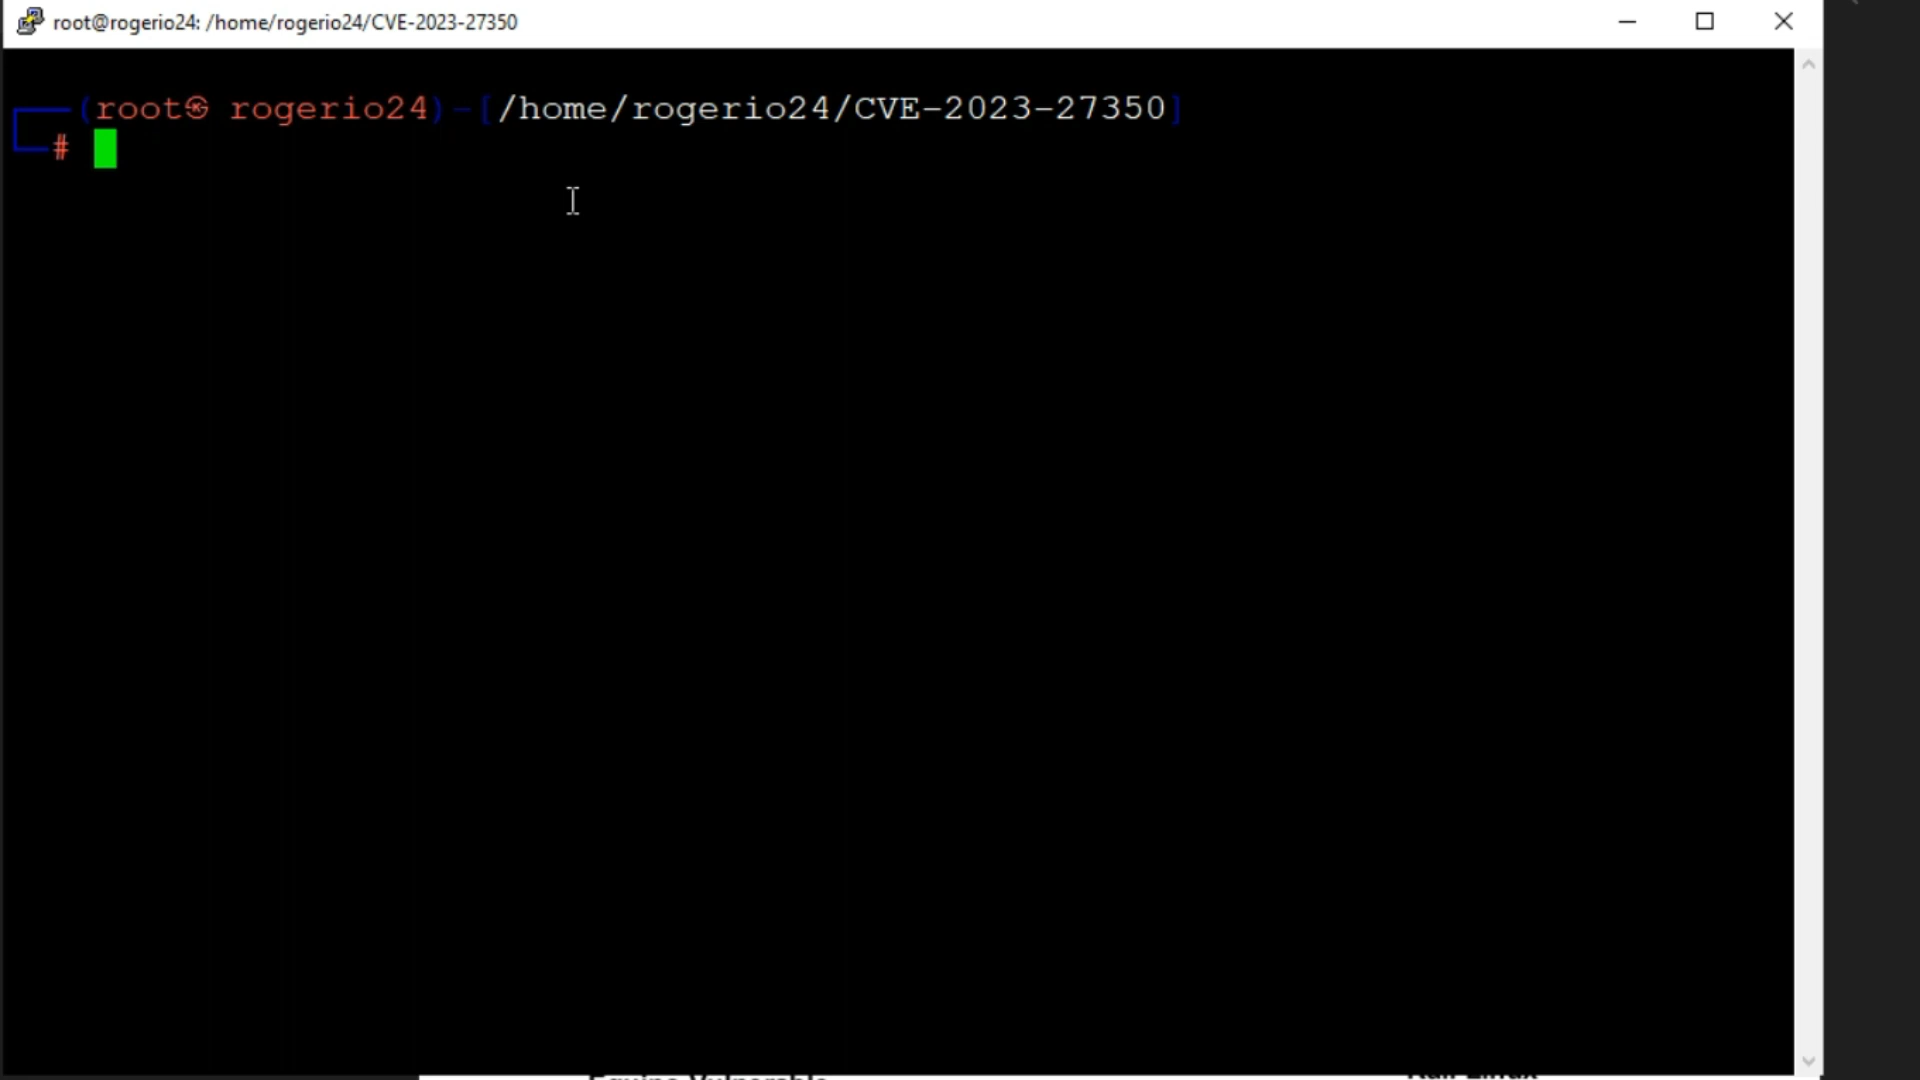 root@rogerio24: /home/rogerio24/CVE-2023-27350
(root㉿ rogerio24)-[/home/rogerio24/CVE-2023-27350]
#